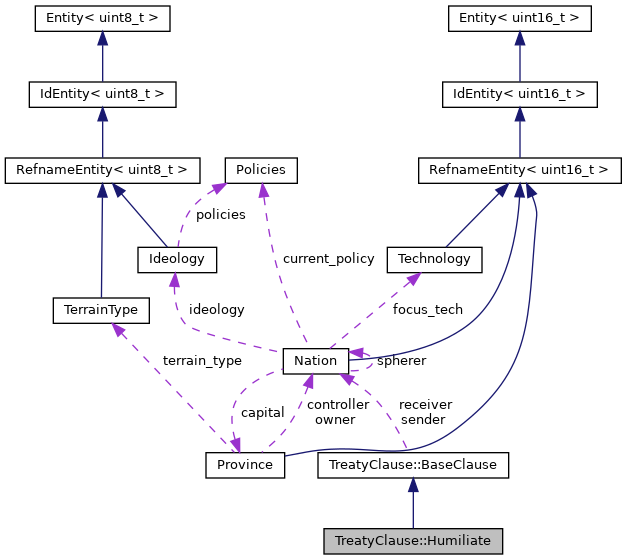 Entity< uint8_t >
Entity< uint16_t >
IdEntity< uint8_t >
IdEntity< uint16_t >
RefnameEntity< uint8_t >
Policies
RefnameEntity< uint16_t >
policies
Ideology
current_policy
Technology
TerrainType
ideology
focus_tech
terrain_type
Nation
spherer
capital
controller
owner
receiver
sender
Province
TreatyClause::BaseClause
TreatyClause::Humiliate